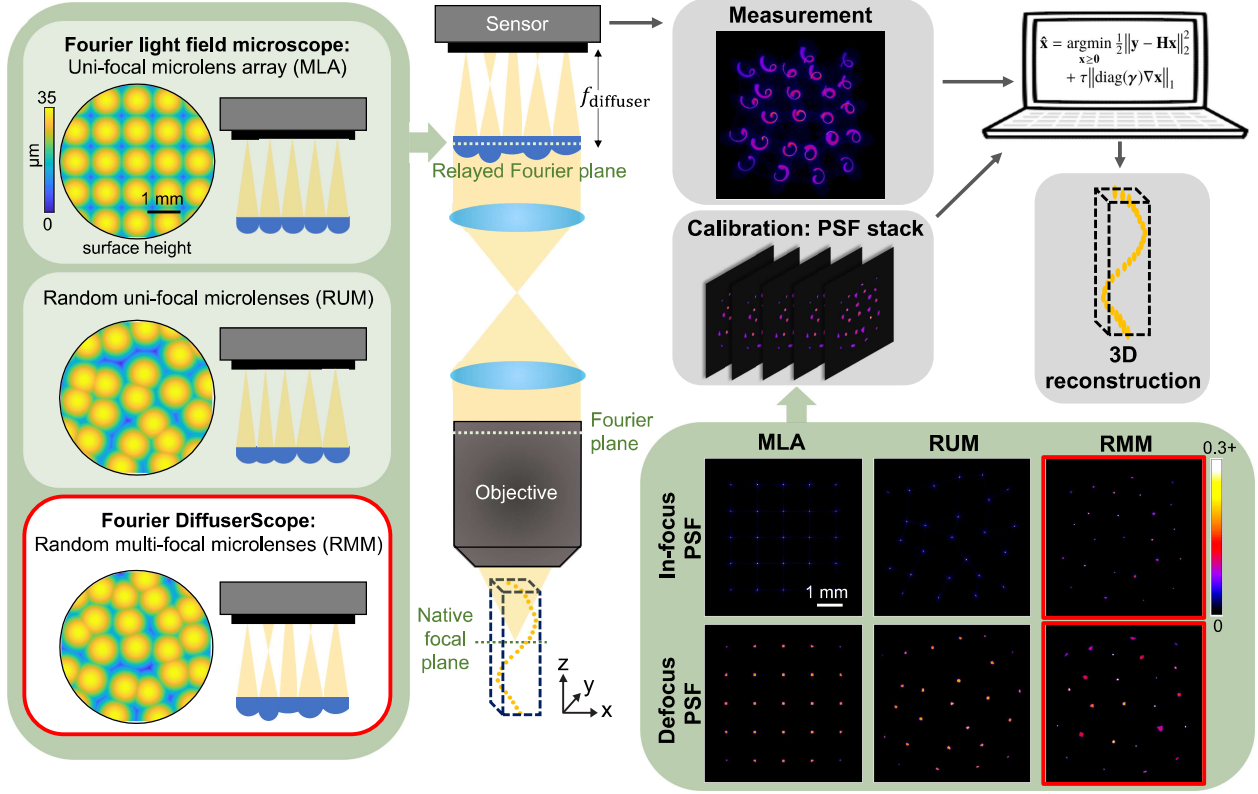 Fourier light field microscope:
Uni-focal microlens array (MLA)
35
μm
0
1 mm
surface height
Random uni-focal microlenses (RUM)
Fourier DiffuserScope:
Random multi-focal microlenses (RMM)
Sensor
f_diffuser
Relayed Fourier plane
Fourier
plane
Objective
Native
focal
plane
z
y
x
Measurement
Calibration: PSF stack
x̂ = argmin ½‖y − Hx‖₂²
x≥0
+ τ‖diag(γ)∇x‖₁
3D
reconstruction
MLA
RUM
RMM
0.3+
0
In-focus
PSF
1 mm
Defocus
PSF